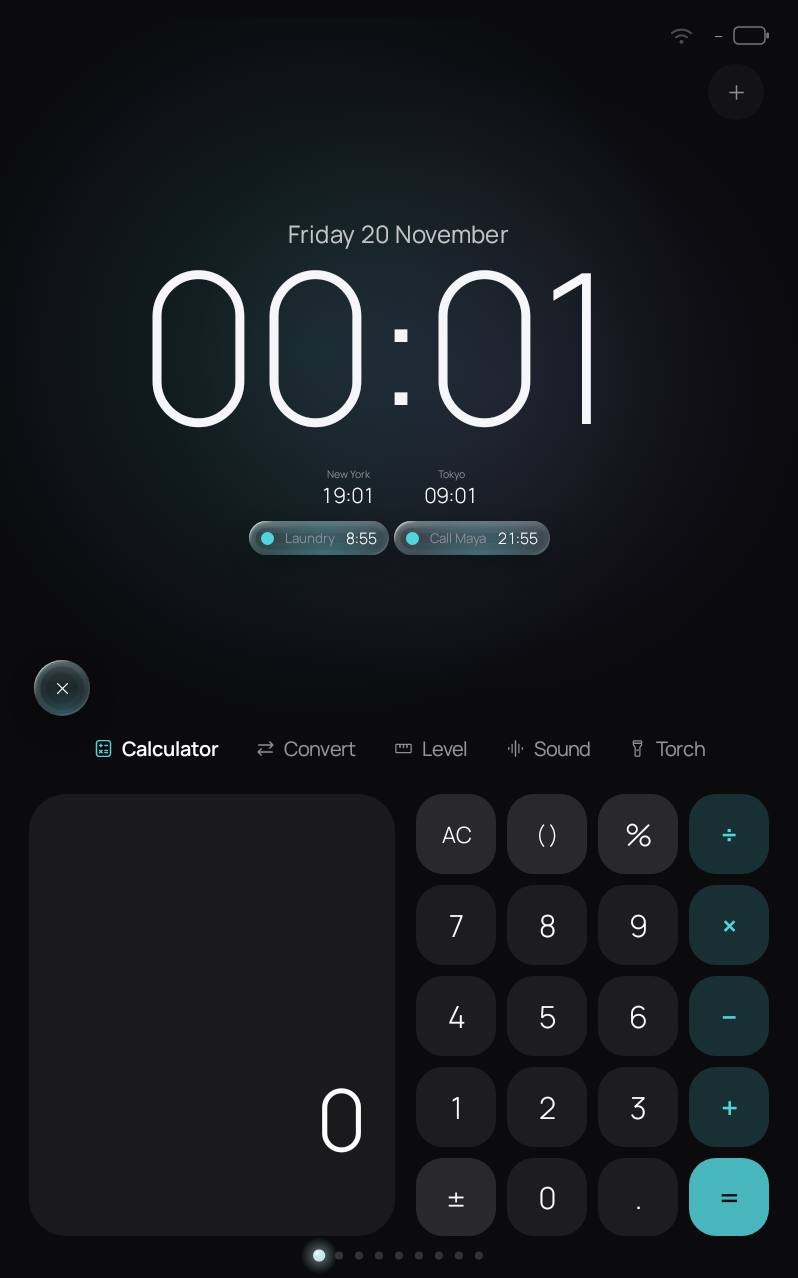 –
+
Friday 20 November
00:01
New York Tokyo
19:01 09:01
Laundry 8:55 Call Maya 21:55
×
Calculator Convert Level Sound Torch
AC () % ÷
7 8 9 ×
4 5 6 −
1 2 3 +
0
± 0 . =